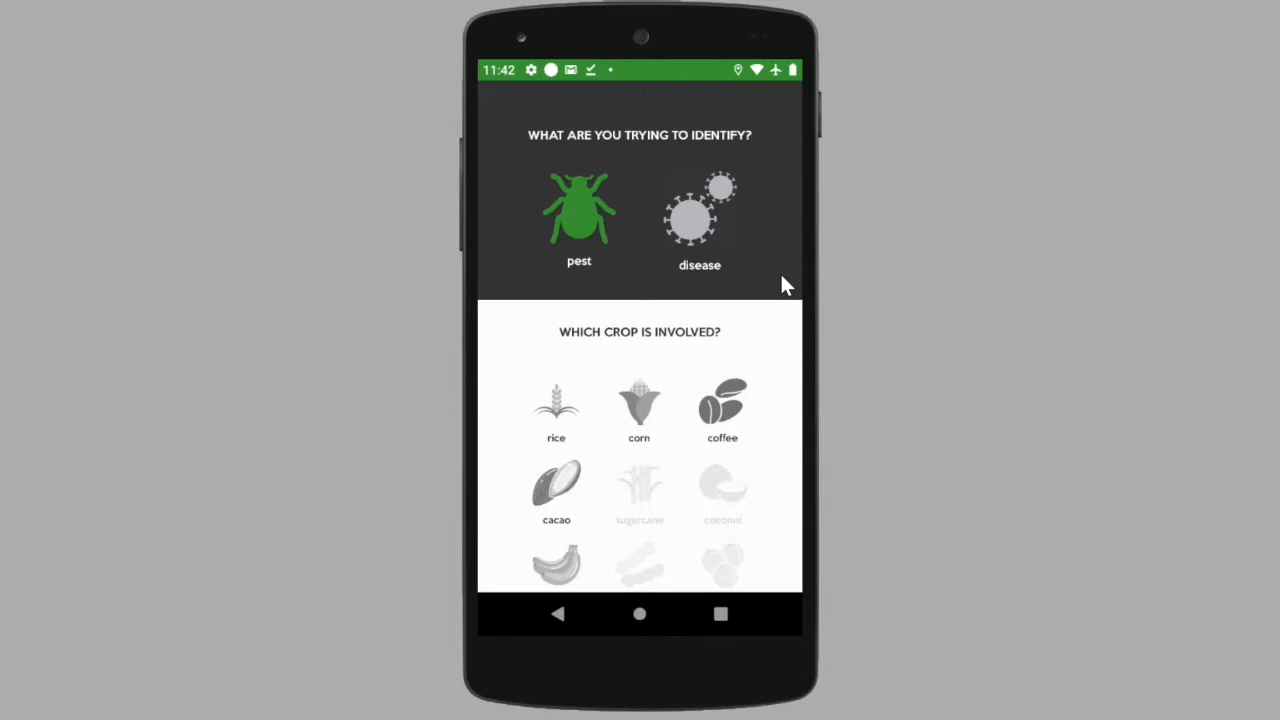 11:42
WHAT ARE YOU TRYING TO IDENTIFY?
pest
disease
WHICH CROP IS INVOLVED?
rice
corn
coffee
cacao
sugarcane
coconut